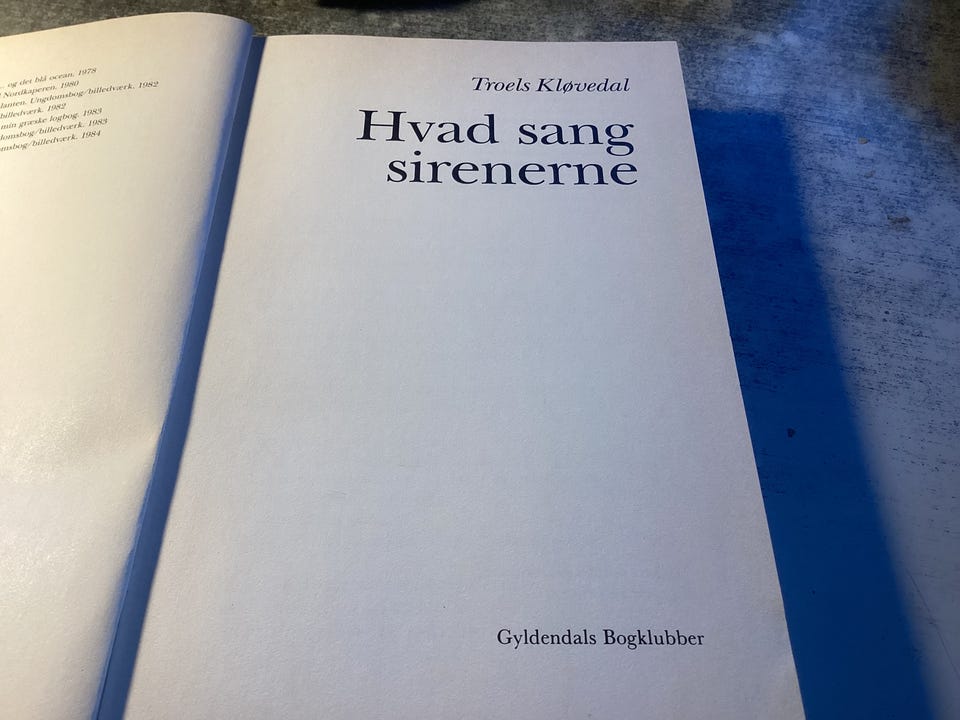 og det blå ocean. 1978
Nordkaperen. 1980
Ungdomsbog/billedværk. 1982
billedværk. 1982
min græske logbog. 1983
domsbog/billedværk. 1983
omsbog/billedværk. 1984
Troels Kløvedal
Hvad sang
sirenerne
Gyldendals Bogklubber